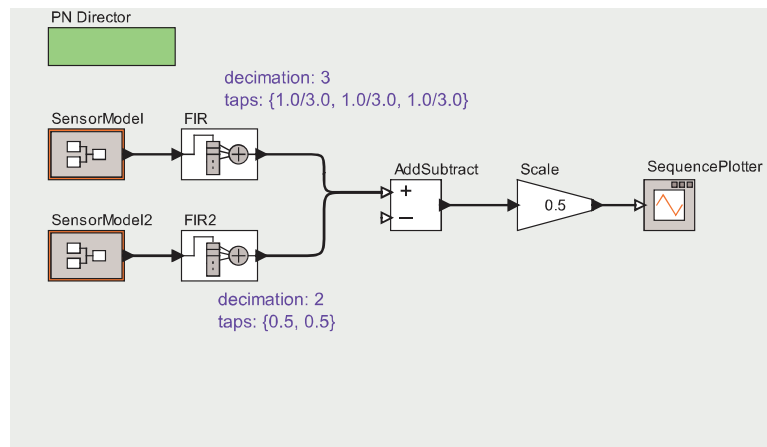 PN Director
decimation: 3
taps: {1.0/3.0, 1.0/3.0, 1.0/3.0}
SensorModel
FIR
AddSubtract
Scale
SequencePlotter
0.5
SensorModel2
FIR2
decimation: 2
taps: {0.5, 0.5}